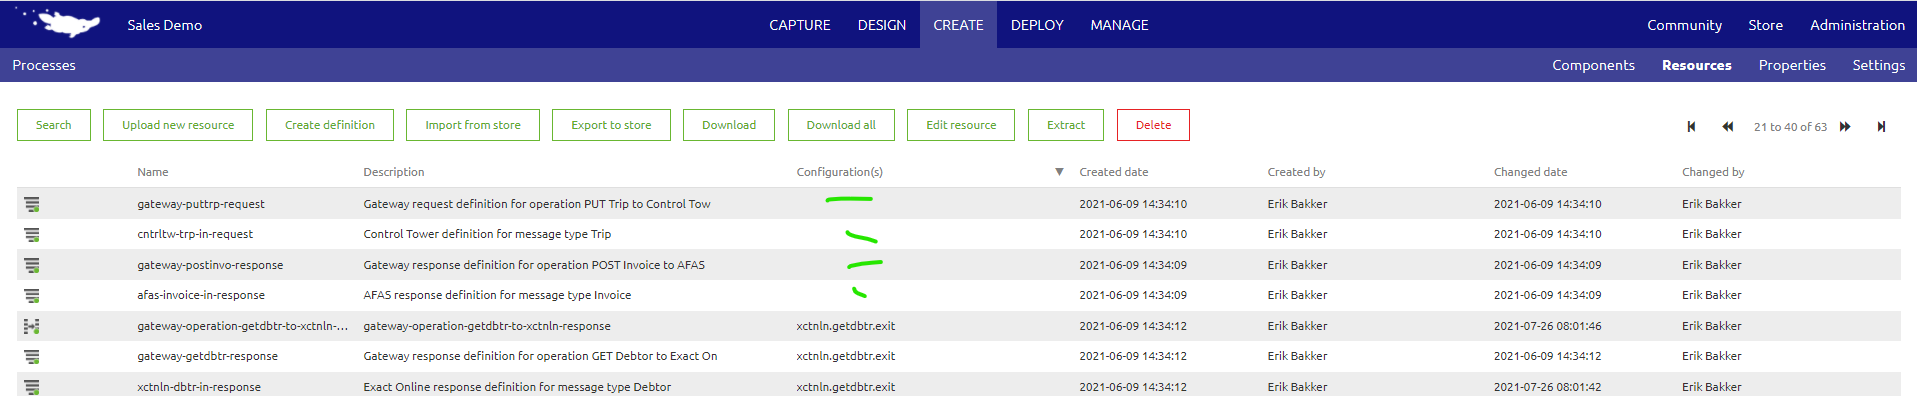 Sales Demo CAPTURE DESIGN CREATE DEPLOY MANAGE Community Store Administration
Processes Components Resources Properties Settings
Search Upload new resource Create definition Import from store Export to store Download Download all Edit resource Extract Delete 21 to 40 of 63
Name Description Configuration(s) Created date Created by Changed date Changed by
gateway-puttrp-request Gateway request definition for operation PUT Trip to Control Tow 2021-06-09 14:34:10 Erik Bakker 2021-06-09 14:34:10 Erik Bakker
cntrltw-trp-in-request Control Tower definition for message type Trip 2021-06-09 14:34:10 Erik Bakker 2021-06-09 14:34:10 Erik Bakker
gateway-postinvo-response Gateway response definition for operation POST Invoice to AFAS 2021-06-09 14:34:09 Erik Bakker 2021-06-09 14:34:09 Erik Bakker
afas-invoice-in-response AFAS response definition for message type Invoice 2021-06-09 14:34:09 Erik Bakker 2021-06-09 14:34:09 Erik Bakker
gateway-operation-getdbtr-to-xctnln-... gateway-operation-getdbtr-to-xctnln-response xctnln.getdbtr.exit 2021-06-09 14:34:12 Erik Bakker 2021-07-26 08:01:46 Erik Bakker
gateway-getdbtr-response Gateway response definition for operation GET Debtor to Exact On xctnln.getdbtr.exit 2021-06-09 14:34:12 Erik Bakker 2021-06-09 14:34:12 Erik Bakker
xctnln-dbtr-in-response Exact Online response definition for message type Debtor xctnln.getdbtr.exit 2021-06-09 14:34:12 Erik Bakker 2021-07-26 08:01:42 Erik Bakker